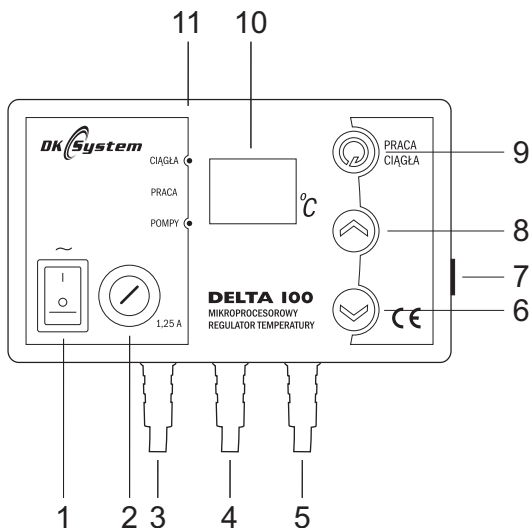 11 10
DK System
CIĄGŁA
PRACA
POMPY
°C
PRACA
CIĄGŁA
9
8
7
6
~
I
O
1,25 A
DELTA 100
MIKROPROCESOROWY
REGULATOR TEMPERATURY
CE
1 2 3 4 5